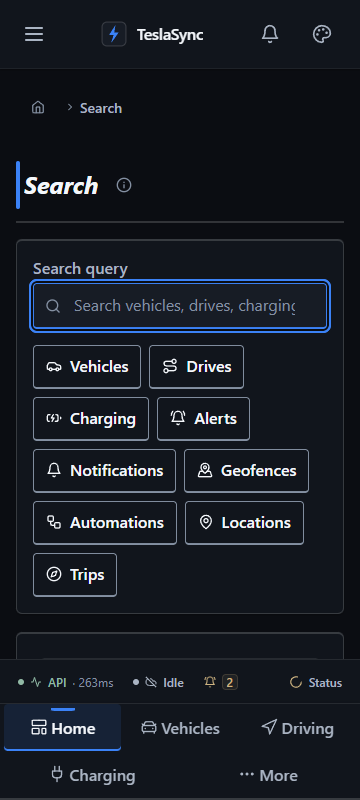 TeslaSync
Search
Search
Search query
Search vehicles, drives, charging
Vehicles
Drives
Charging
Alerts
Notifications
Geofences
Automations
Locations
Trips
API · 263ms
Idle
2
Status
Home
Vehicles
Driving
Charging
More